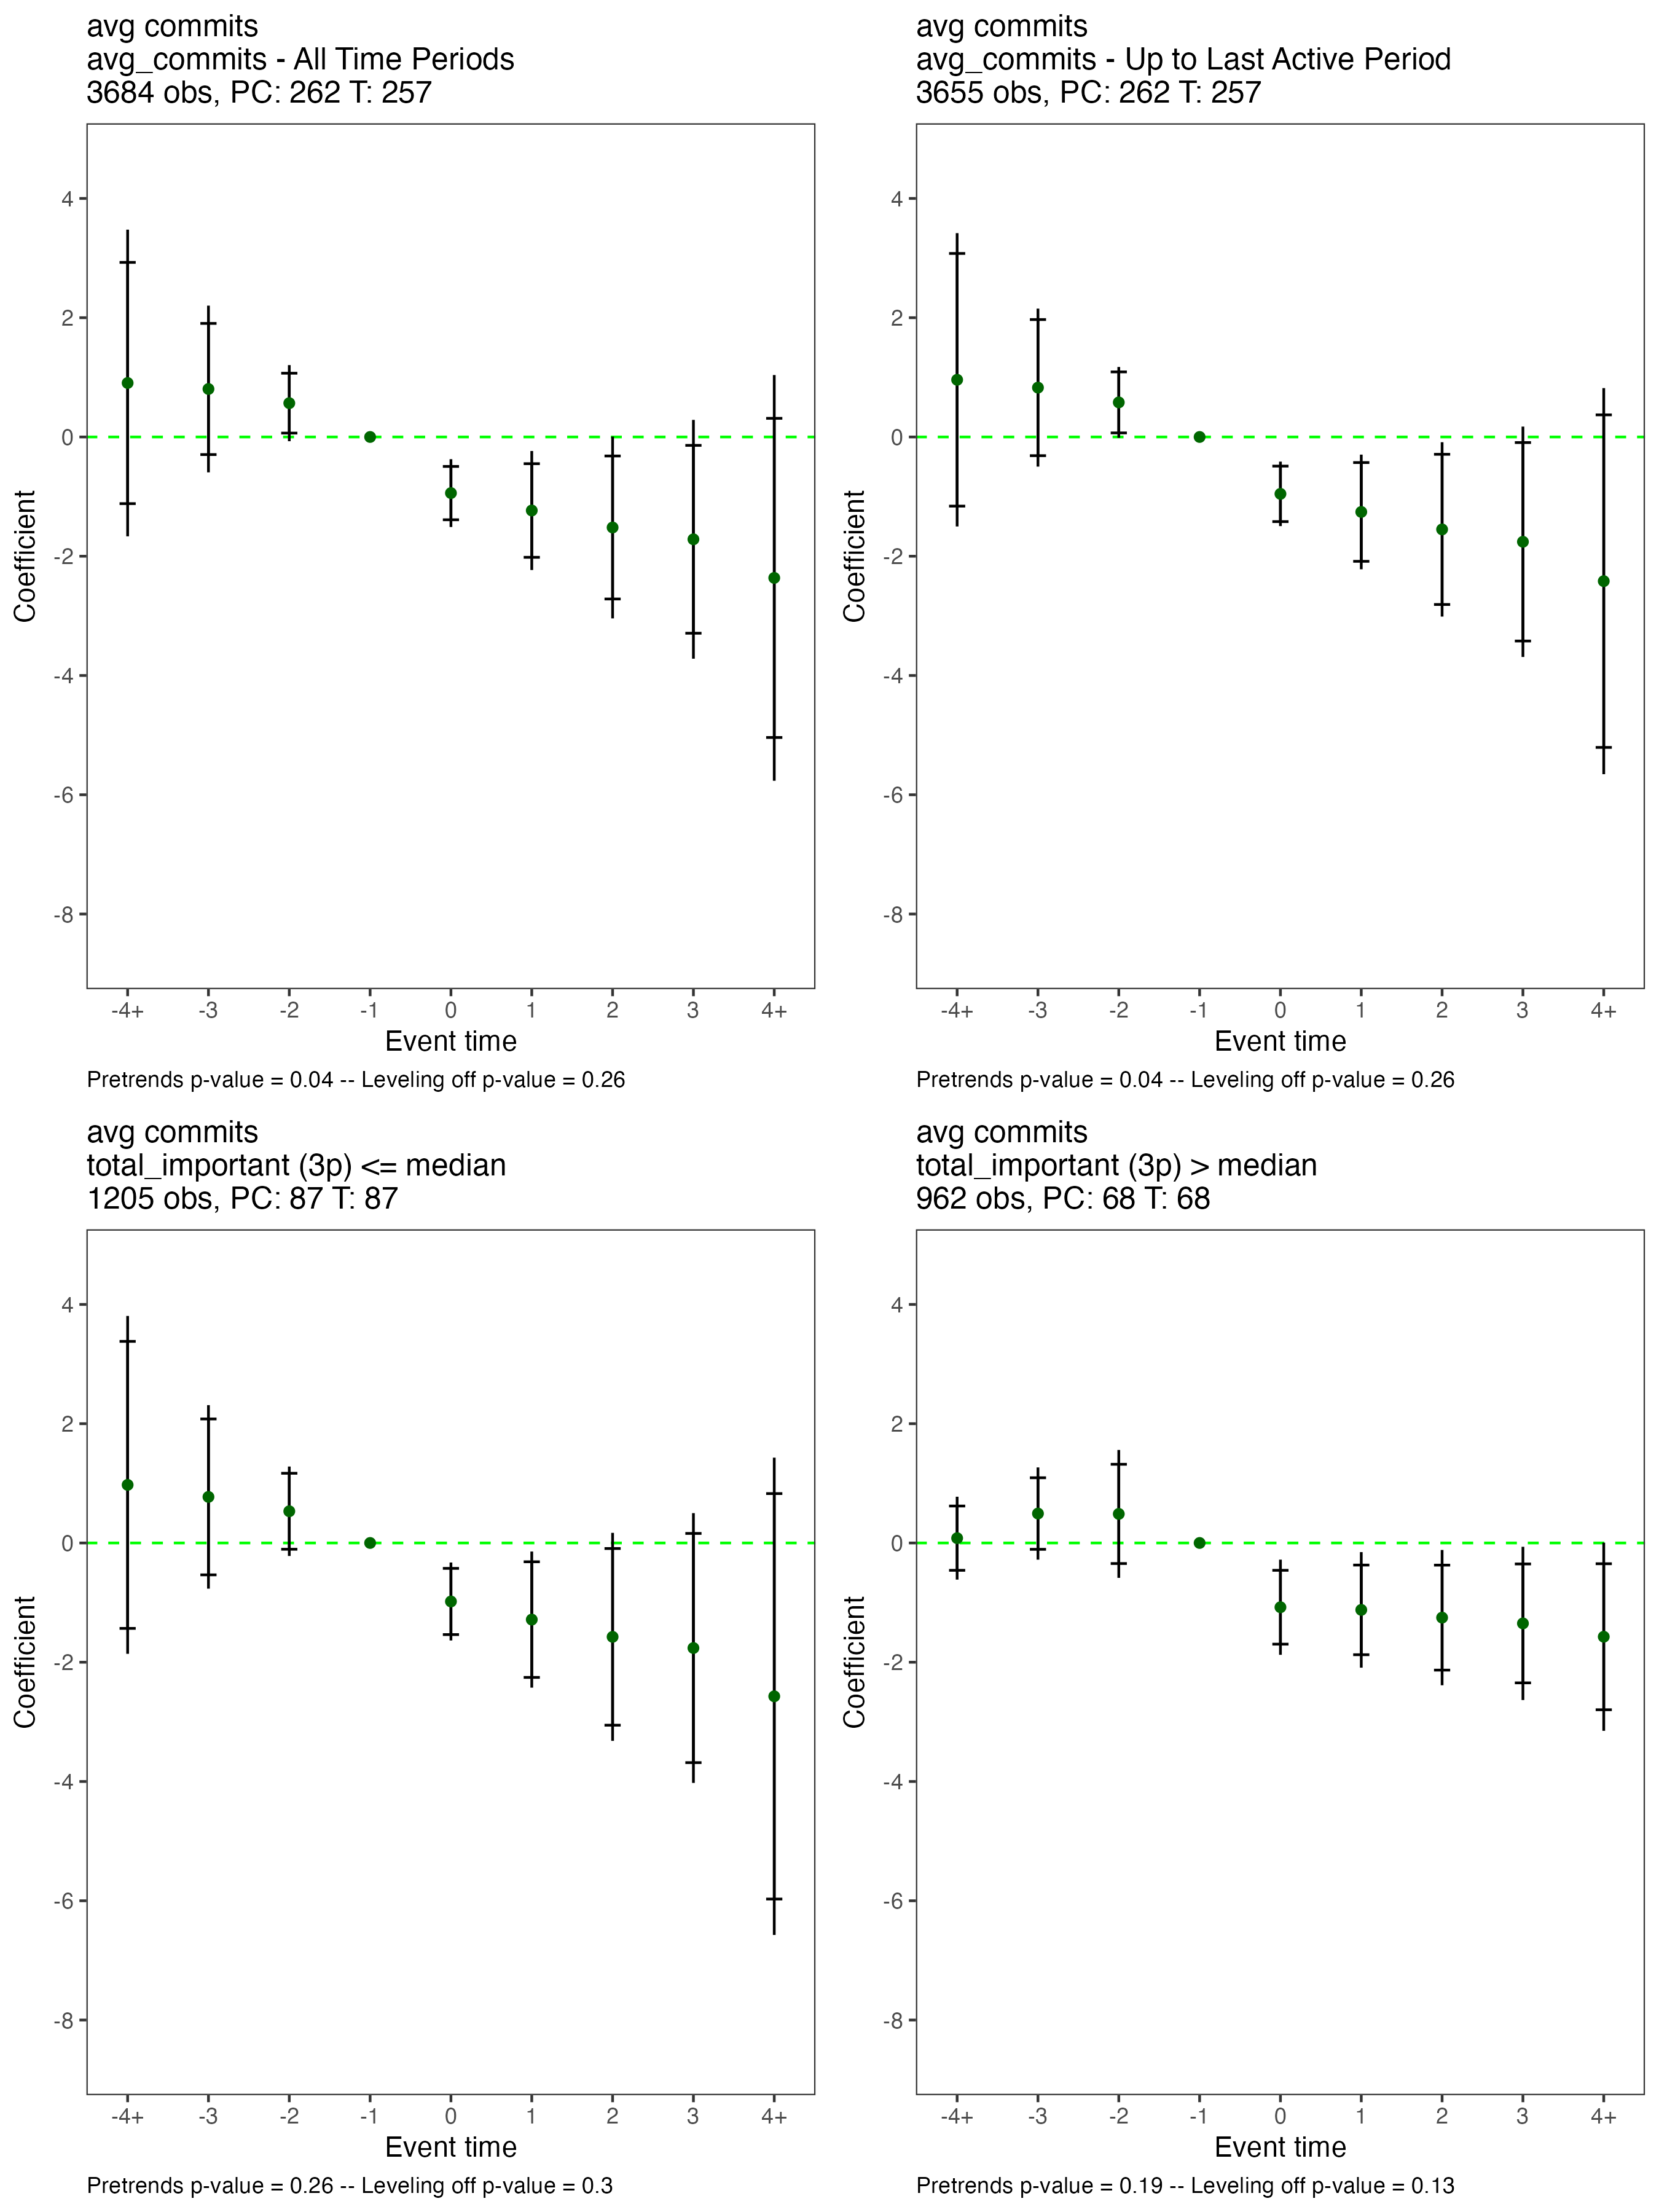 avg commits
avg_commits - All Time Periods
3684 obs, PC: 262 T: 257
4
2
0
-2
-4
-6
-8
Coefficient
-4+ -3 -2 -1 0 1 2 3 4+
Event time
Pretrends p-value = 0.04 -- Leveling off p-value = 0.26
avg commits
avg_commits - Up to Last Active Period
3655 obs, PC: 262 T: 257
4
2
0
-2
-4
-6
-8
Coefficient
-4+ -3 -2 -1 0 1 2 3 4+
Event time
Pretrends p-value = 0.04 -- Leveling off p-value = 0.26
avg commits
total_important (3p) <= median
1205 obs, PC: 87 T: 87
4
2
0
-2
-4
-6
-8
Coefficient
-4+ -3 -2 -1 0 1 2 3 4+
Event time
Pretrends p-value = 0.26 -- Leveling off p-value = 0.3
avg commits
total_important (3p) > median
962 obs, PC: 68 T: 68
4
2
0
-2
-4
-6
-8
Coefficient
-4+ -3 -2 -1 0 1 2 3 4+
Event time
Pretrends p-value = 0.19 -- Leveling off p-value = 0.13